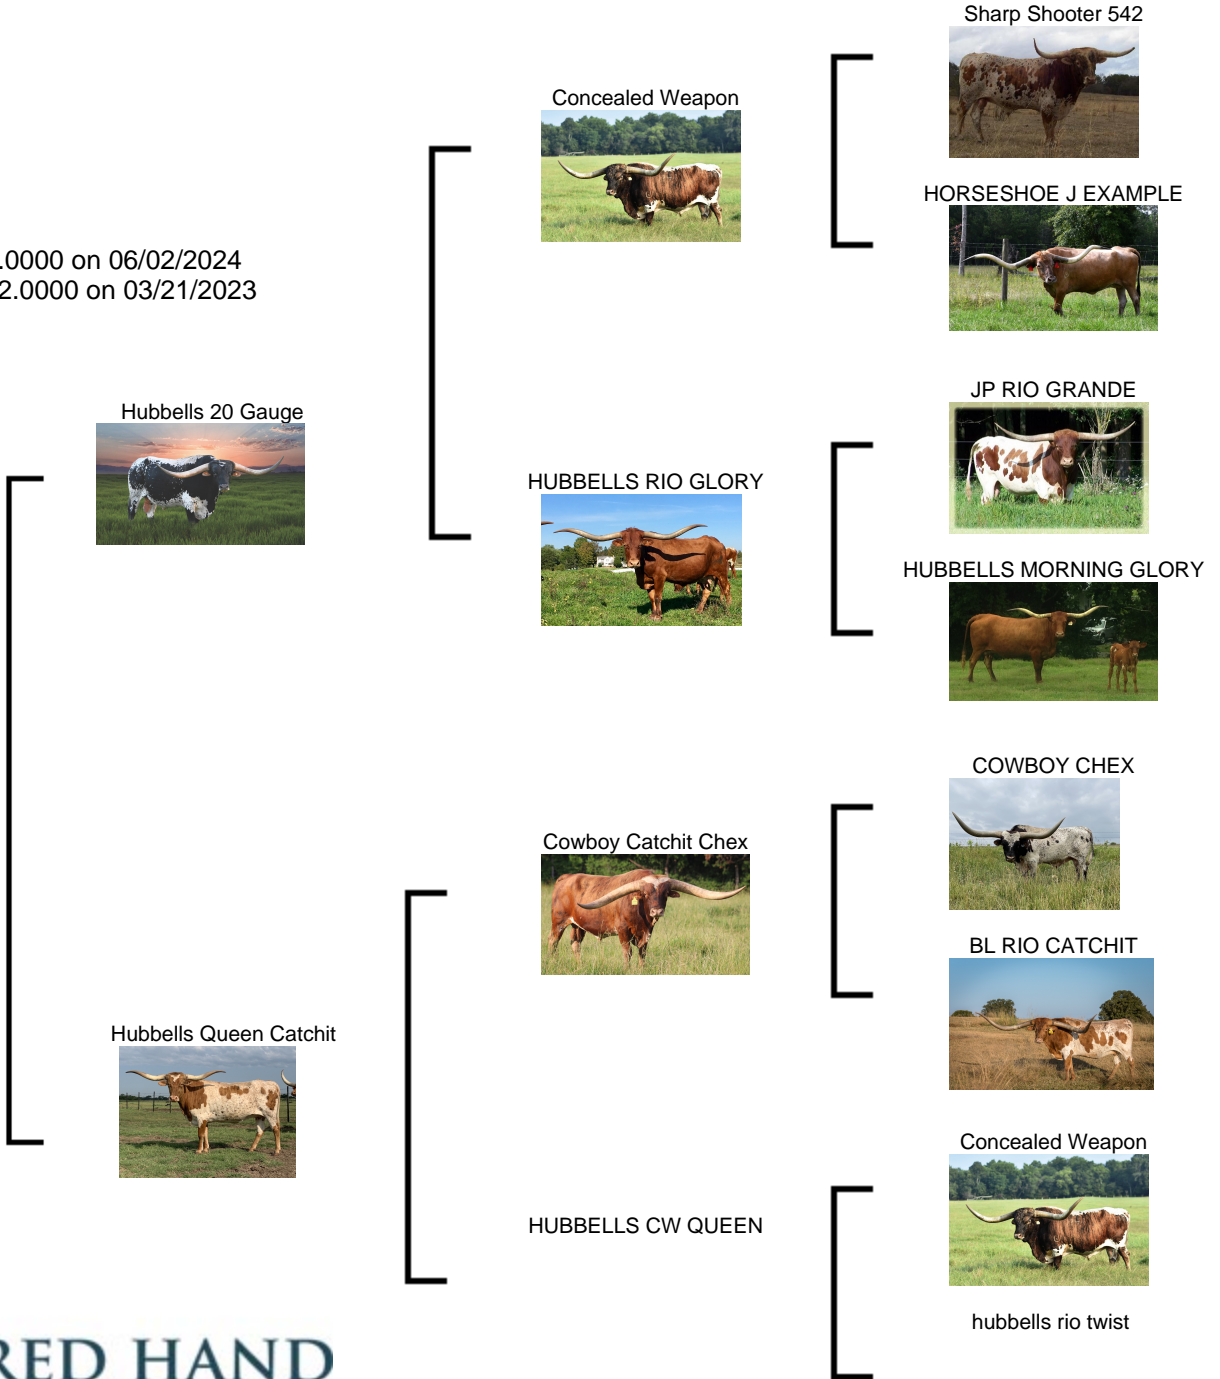 Sharp Shooter 542
Concealed Weapon
HORSESHOE J EXAMPLE
.0000 on 06/02/2024
2.0000 on 03/21/2023
JP RIO GRANDE
Hubbells 20 Gauge
HUBBELLS RIO GLORY
HUBBELLS MORNING GLORY
COWBOY CHEX
Cowboy Catchit Chex
BL RIO CATCHIT
Hubbells Queen Catchit
Concealed Weapon
HUBBELLS CW QUEEN
hubbells rio twist
RED HAND